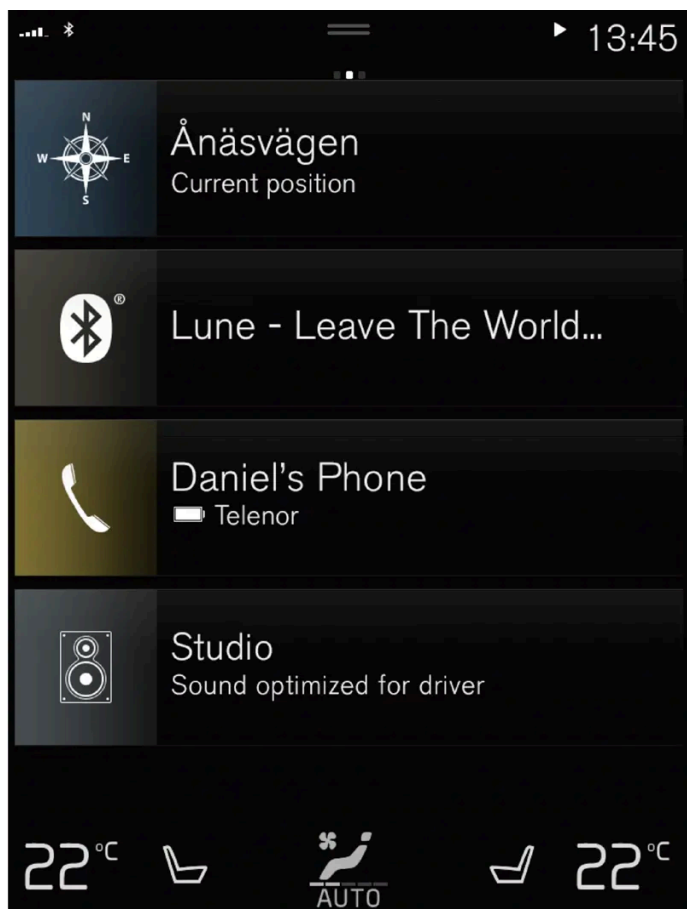 13:45
N
W E
S
Ånäsvägen
Current position
®
Lune - Leave The World...
Daniel's Phone
Telenor
Studio
Sound optimized for driver
22°C 22°C
AUTO